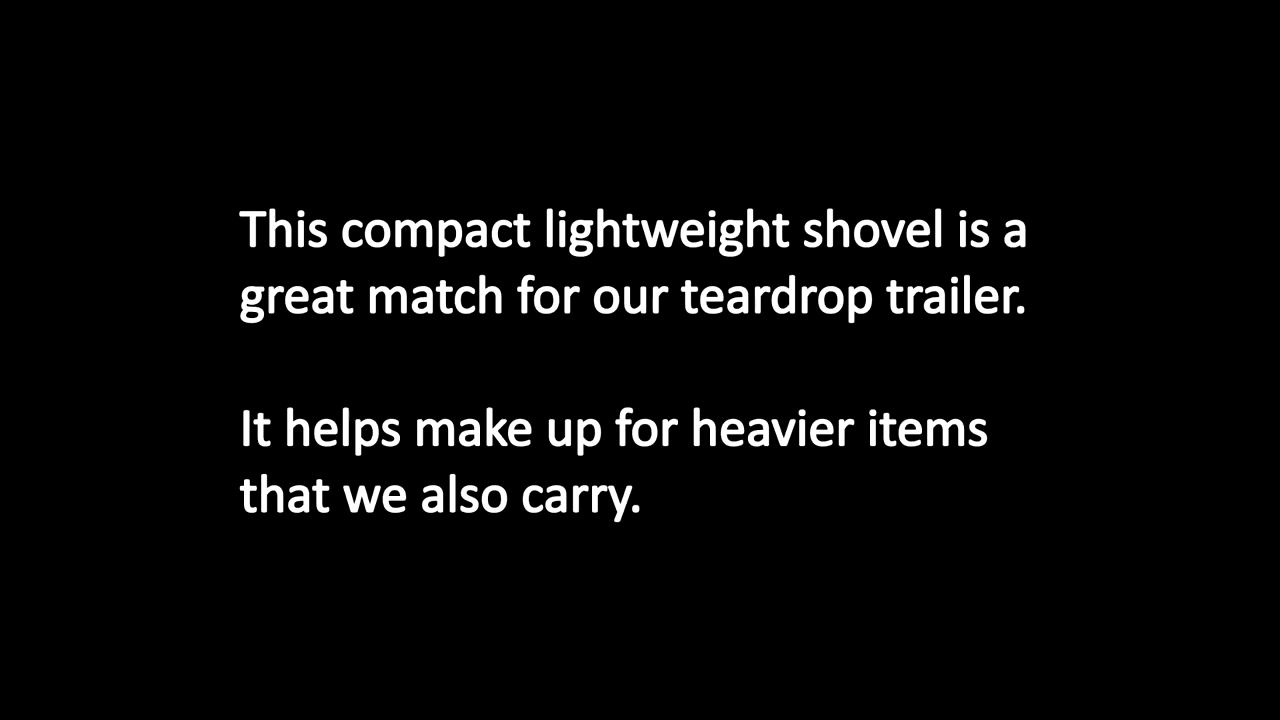 This compact lightweight shovel is a
great match for our teardrop trailer.
It helps make up for heavier items
that we also carry.